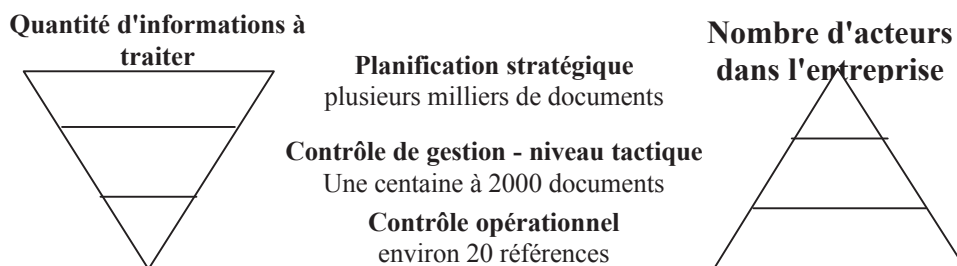 Quantité d'informations à
traiter
Planification stratégique
plusieurs milliers de documents
Contrôle de gestion - niveau tactique
Une centaine à 2000 documents
Contrôle opérationnel
environ 20 références
Nombre d'acteurs
dans l'entreprise